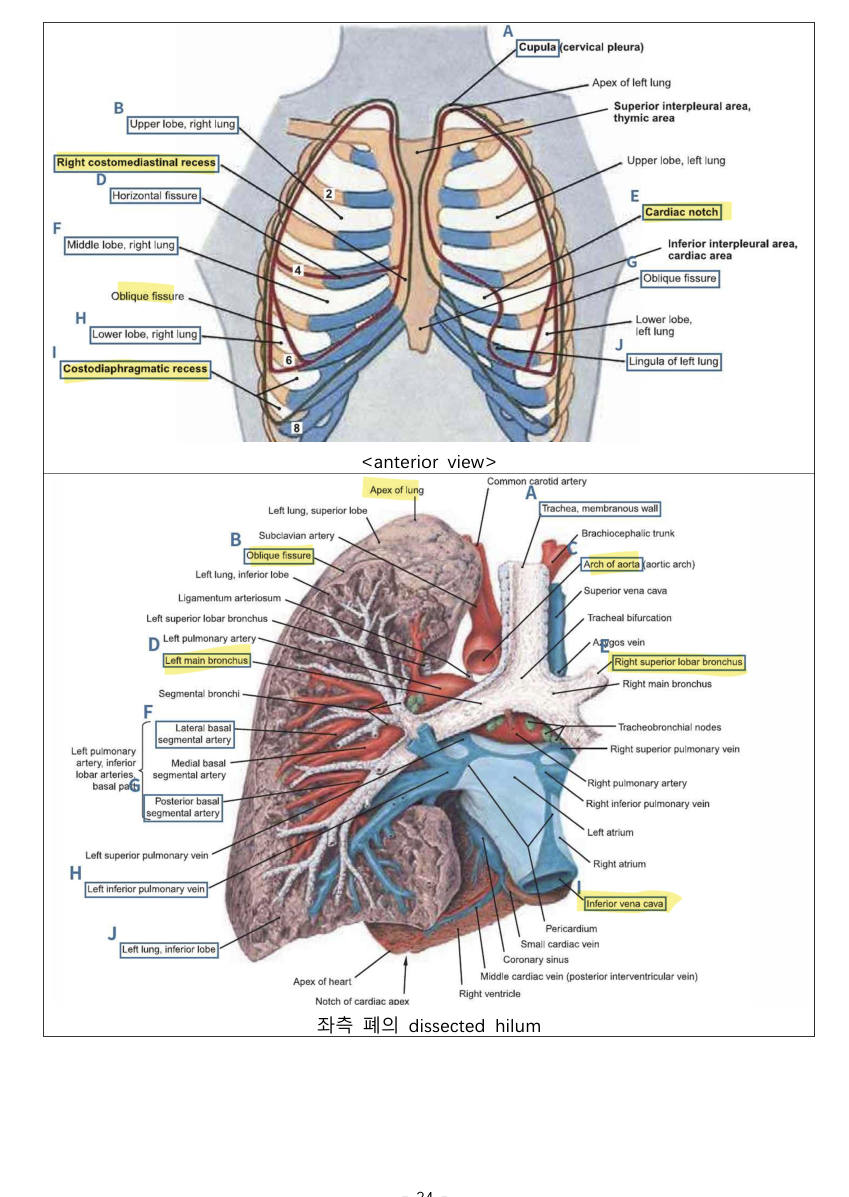 A
Cupula (cervical pleura)
Apex of left lung
B
Superior interpleural area,
thymic area
Upper lobe, right lung
Right costomediastinal recess
Upper lobe, left lung
D
Horizontal fissure
2
E
Cardiac notch
F
Middle lobe, right lung
Inferior interpleural area,
cardiac area
G
4
Oblique fissure
Oblique fissure
H
Lower lobe, right lung
Lower lobe,
left lung
I
6
J
Lingula of left lung
Costodiaphragmatic recess
8
<anterior view>
Common carotid artery
Apex of lung
A
Trachea, membranous wall
Left lung, superior lobe
Subclavian artery
Brachiocephalic trunk
B
Oblique fissure
C
Arch of aorta (aortic arch)
Left lung, inferior lobe
Superior vena cava
Ligamentum arteriosum
Left superior lobar bronchus
Tracheal bifurcation
D
Left pulmonary artery
Azygos vein
E
Left main bronchus
Right superior lobar bronchus
Right main bronchus
Segmental bronchi
F
Lateral basal
segmental artery
Tracheobronchial nodes
Right superior pulmonary vein
Left pulmonary
artery, inferior
lobar arteries,
basal part
Medial basal
segmental artery
G
Right pulmonary artery
Posterior basal
segmental artery
Right inferior pulmonary vein
Left atrium
Left superior pulmonary vein
Right atrium
H
Left inferior pulmonary vein
I
Inferior vena cava
J
Left lung, inferior lobe
Pericardium
Small cardiac vein
Coronary sinus
Middle cardiac vein (posterior interventricular vein)
Apex of heart
Right ventricle
Notch of cardiac apex
좌측 폐의 dissected hilum
- 24 -